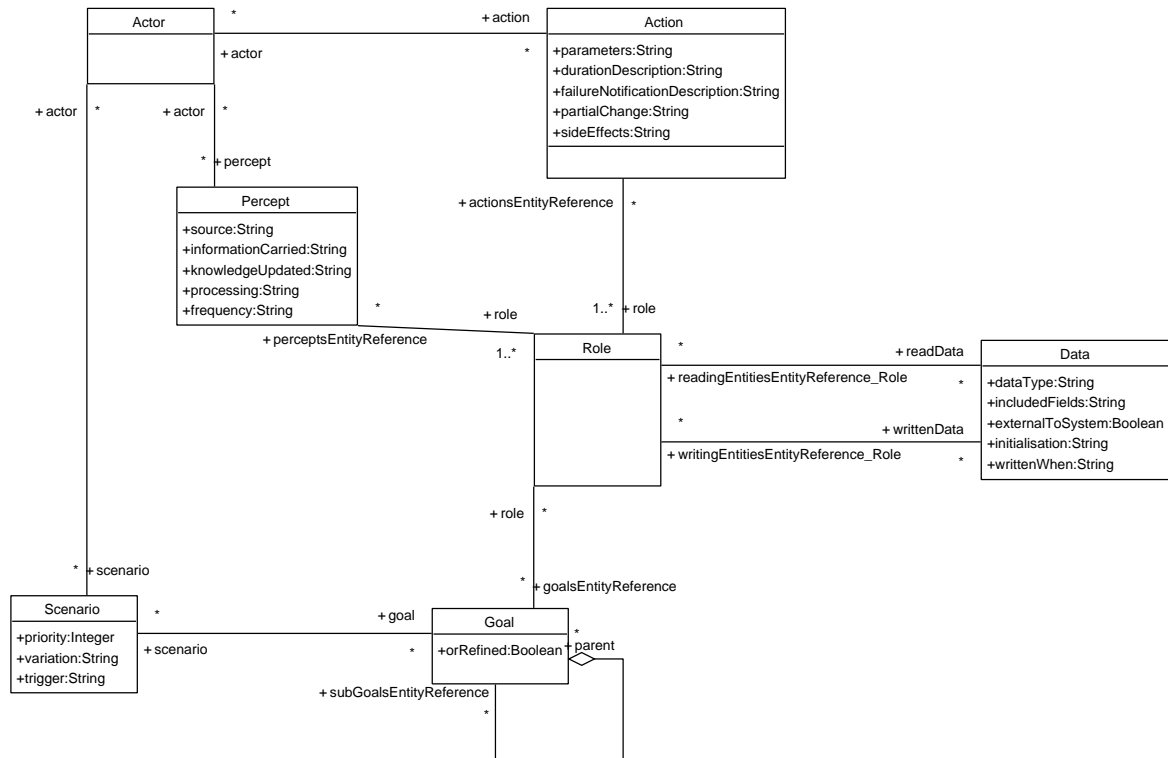 Actor
*
+ action
Action
+ actor
*
+parameters:String
+durationDescription:String
+failureNotificationDescription:String
+partialChange:String
+sideEffects:String
+ actor
*
+ actor
*
*
+ percept
Percept
+source:String
+informationCarried:String
+knowledgeUpdated:String
+processing:String
+frequency:String
+ actionsEntityReference
*
*
+ role
1..*
+ role
+ perceptsEntityReference
1..*
Role
*
+ readData
Data
+ readingEntitiesEntityReference_Role
*
+dataType:String
+includedFields:String
+externalToSystem:Boolean
+initialisation:String
+writtenWhen:String
*
+ writtenData
+ writingEntitiesEntityReference_Role
*
+ role
*
*
+ scenario
*
+ goalsEntityReference
Scenario
+priority:Integer
+variation:String
+trigger:String
*
+ goal
+ scenario
*
Goal
+orRefined:Boolean
*
+ parent
+ subGoalsEntityReference
*